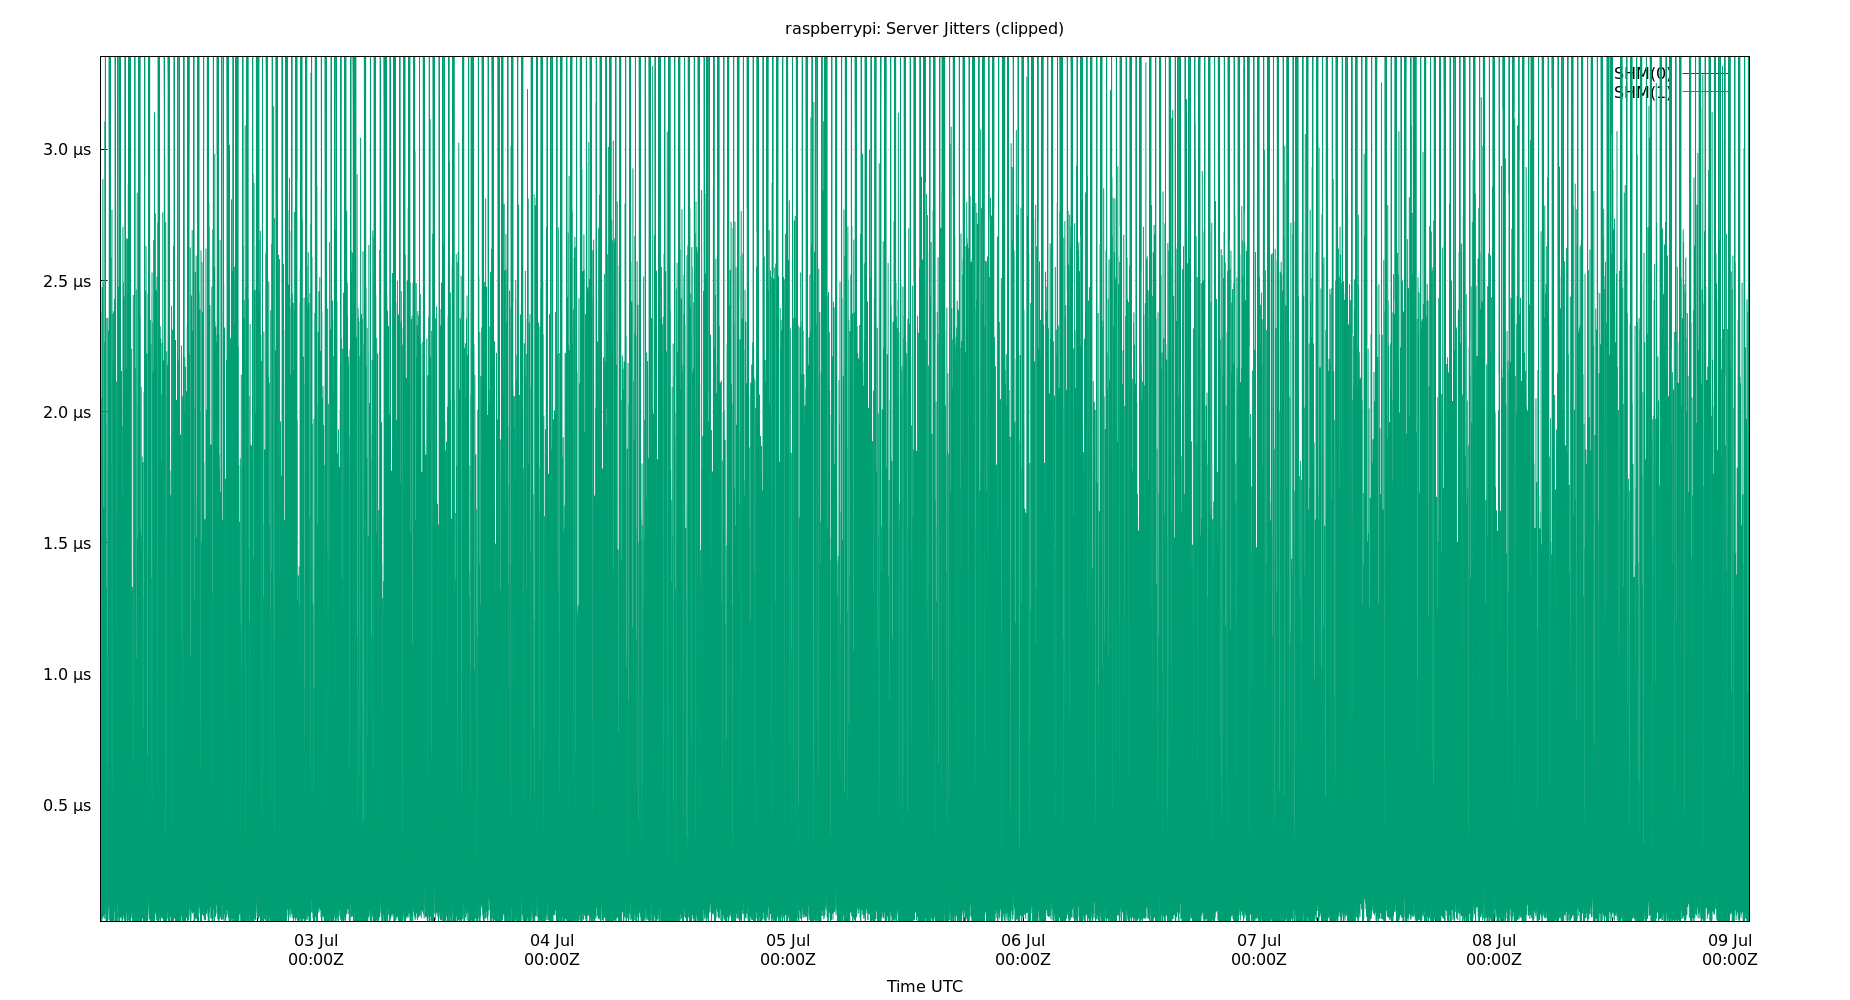 raspberrypi: Server Jitters (clipped)
SHM(0)
SHM(1)
3.0 µs
2.5 µs
2.0 µs
1.5 µs
1.0 µs
0.5 µs
03 Jul
00:00Z
04 Jul
00:00Z
05 Jul
00:00Z
06 Jul
00:00Z
07 Jul
00:00Z
08 Jul
00:00Z
09 Jul
00:00Z
Time UTC